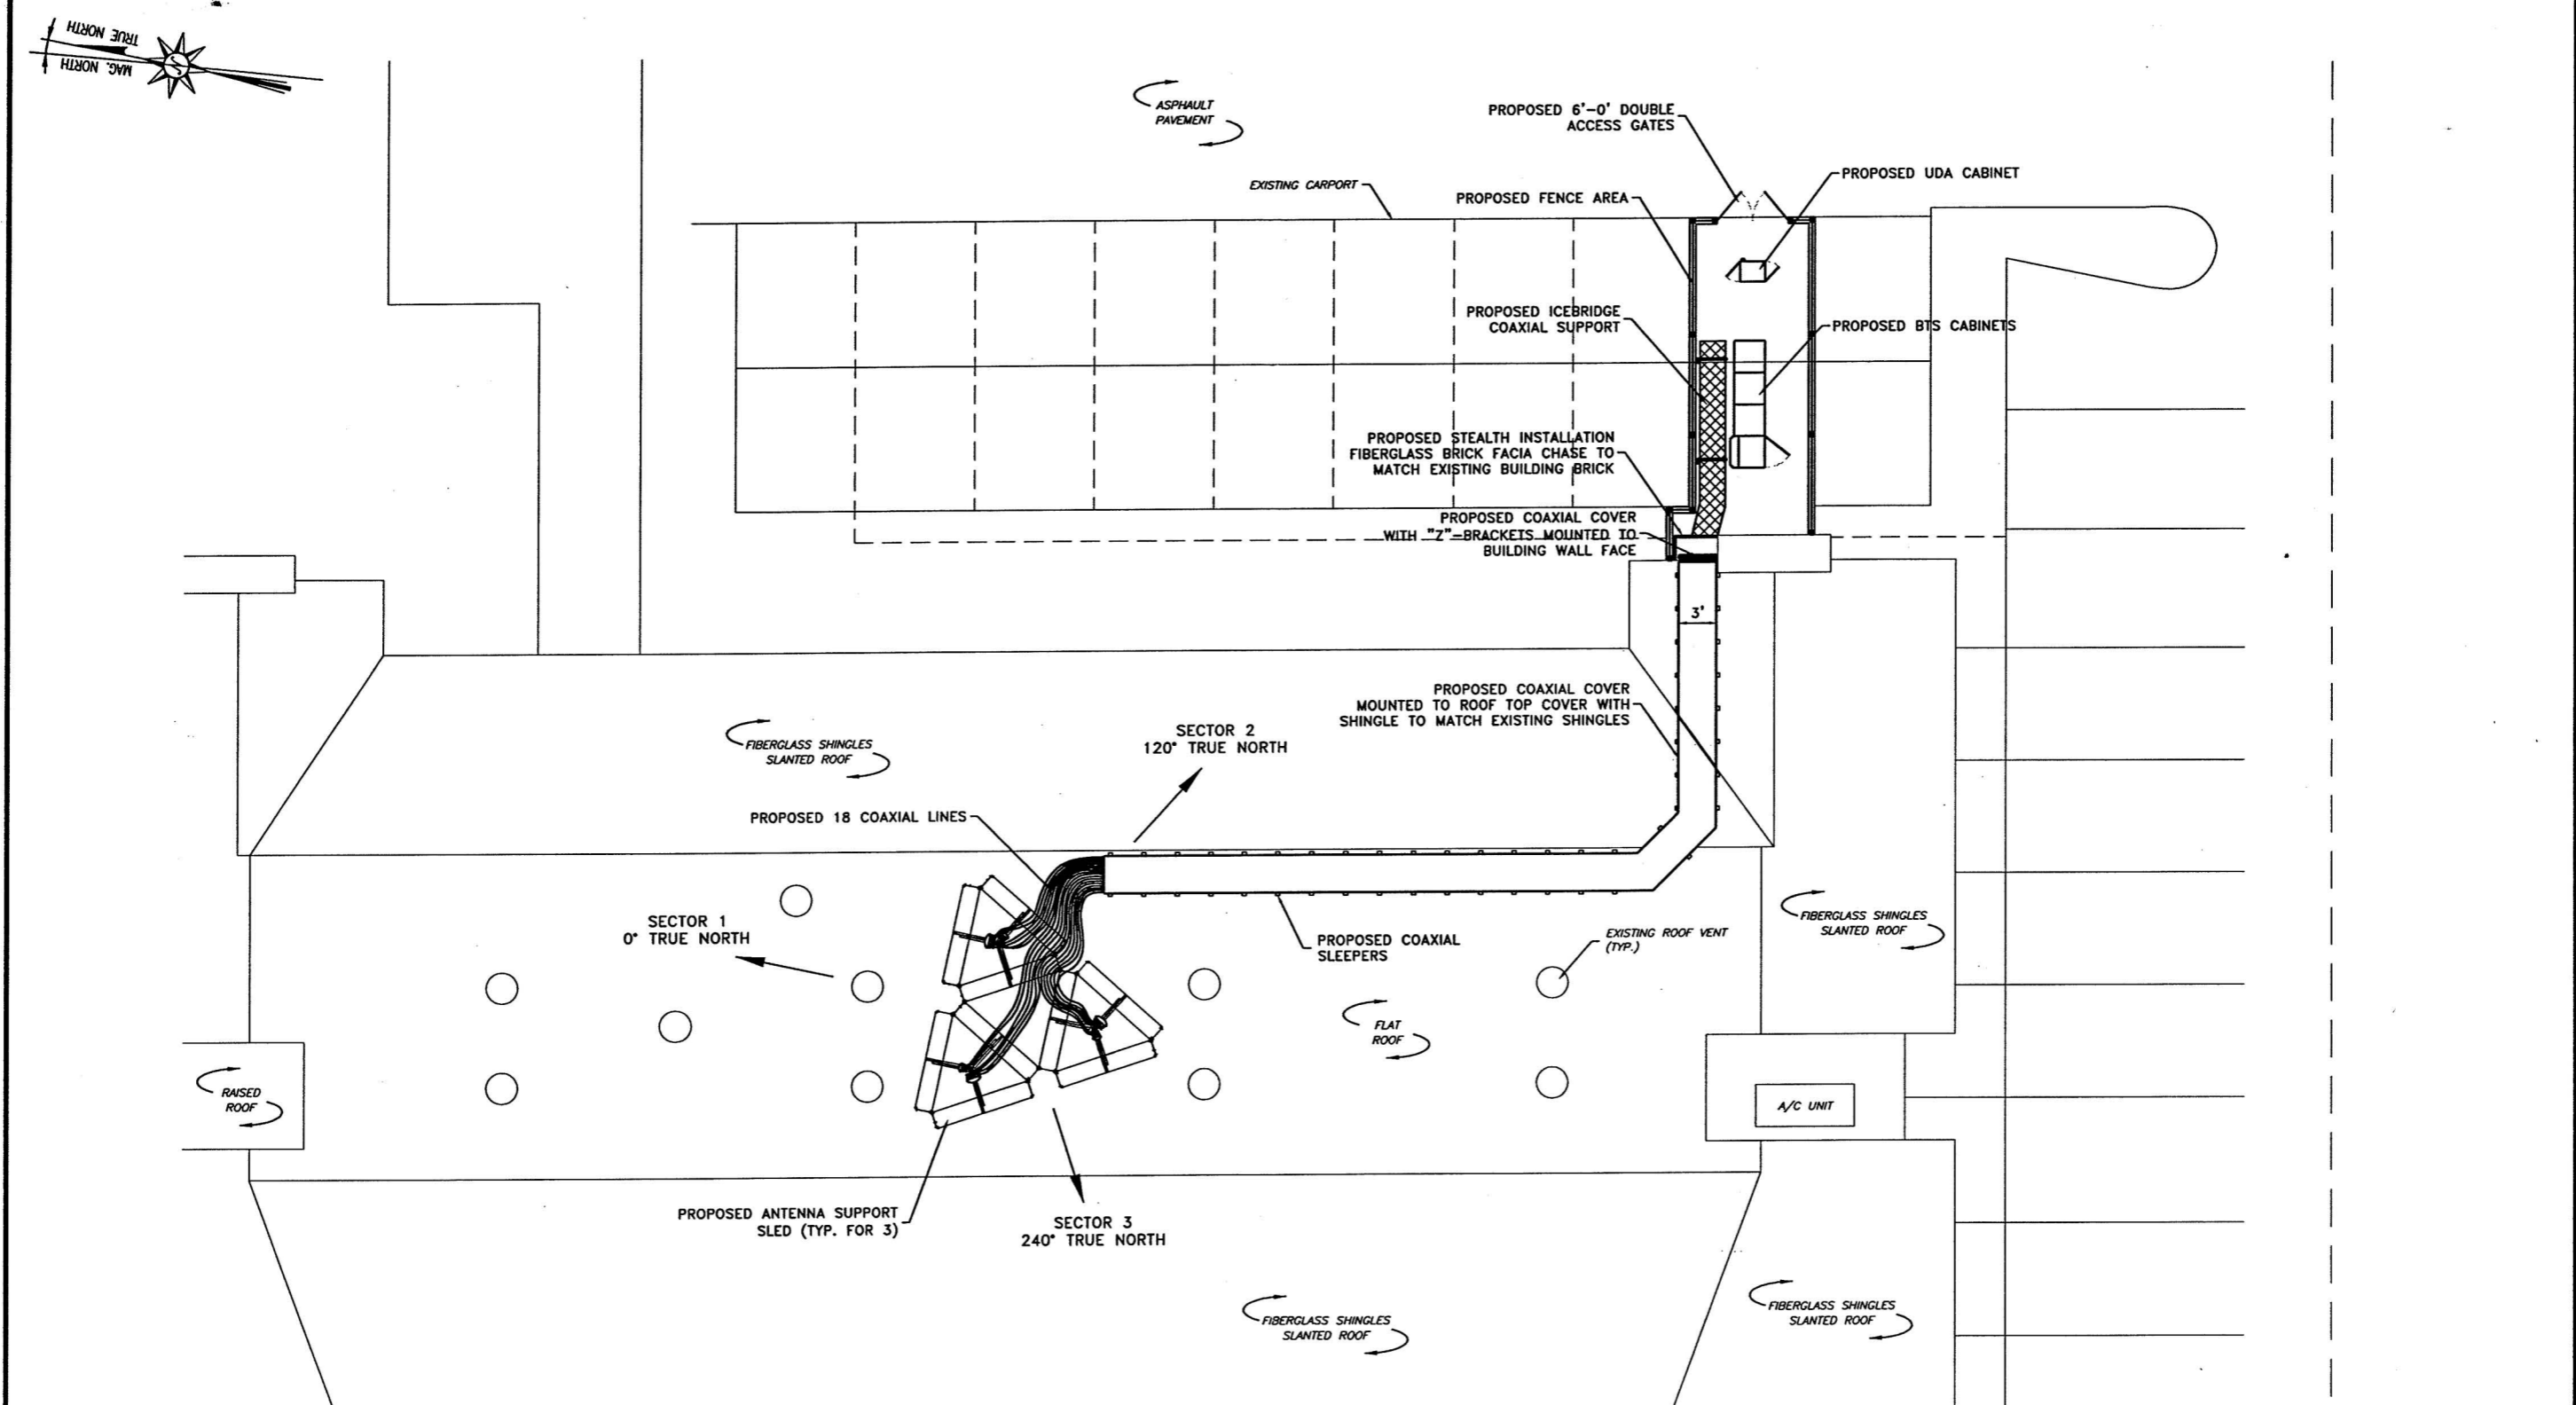 TRUE NORTH
MAG. NORTH
ASPHAULT
PAVEMENT
PROPOSED 6'-0' DOUBLE
ACCESS GATES
EXISTING CARPORT
PROPOSED FENCE AREA
PROPOSED UDA CABINET
PROPOSED ICEBRIDGE
COAXIAL SUPPORT
PROPOSED BTS CABINETS
PROPOSED STEALTH INSTALLATION
FIBERGLASS BRICK FACIA CHASE TO
MATCH EXISTING BUILDING BRICK
PROPOSED COAXIAL COVER
WITH "Z"-BRACKETS MOUNTED TO
BUILDING WALL FACE
3'
PROPOSED COAXIAL COVER
MOUNTED TO ROOF TOP COVER WITH
SHINGLE TO MATCH EXISTING SHINGLES
SECTOR 2
120° TRUE NORTH
FIBERGLASS SHINGLES
SLANTED ROOF
PROPOSED 18 COAXIAL LINES
SECTOR 1
0° TRUE NORTH
PROPOSED COAXIAL
SLEEPERS
EXISTING ROOF VENT
(TYP.)
FIBERGLASS SHINGLES
SLANTED ROOF
FLAT
ROOF
RAISED
ROOF
A/C UNIT
PROPOSED ANTENNA SUPPORT
SLED (TYP. FOR 3)
SECTOR 3
240° TRUE NORTH
FIBERGLASS SHINGLES
SLANTED ROOF
FIBERGLASS SHINGLES
SLANTED ROOF